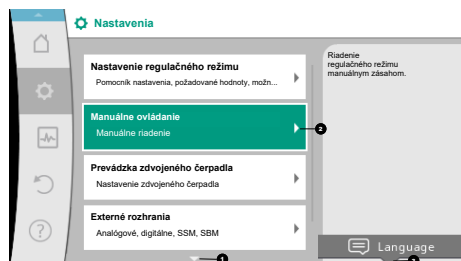 Nastavenia
Nastavenie regulačného režimu
Pomocník nastavenia, požadované hodnoty, možn...
Manuálne ovládanie
Manuálne riadenie
2
Prevádzka zdvojeného čerpadla
Nastavenie zdvojeného čerpadla
Externé rozhrania
Analógové, digitálne, SSM, SBM
1
Riadenie
regulačného režimu
manuálnym zásahom.
Language
3
?